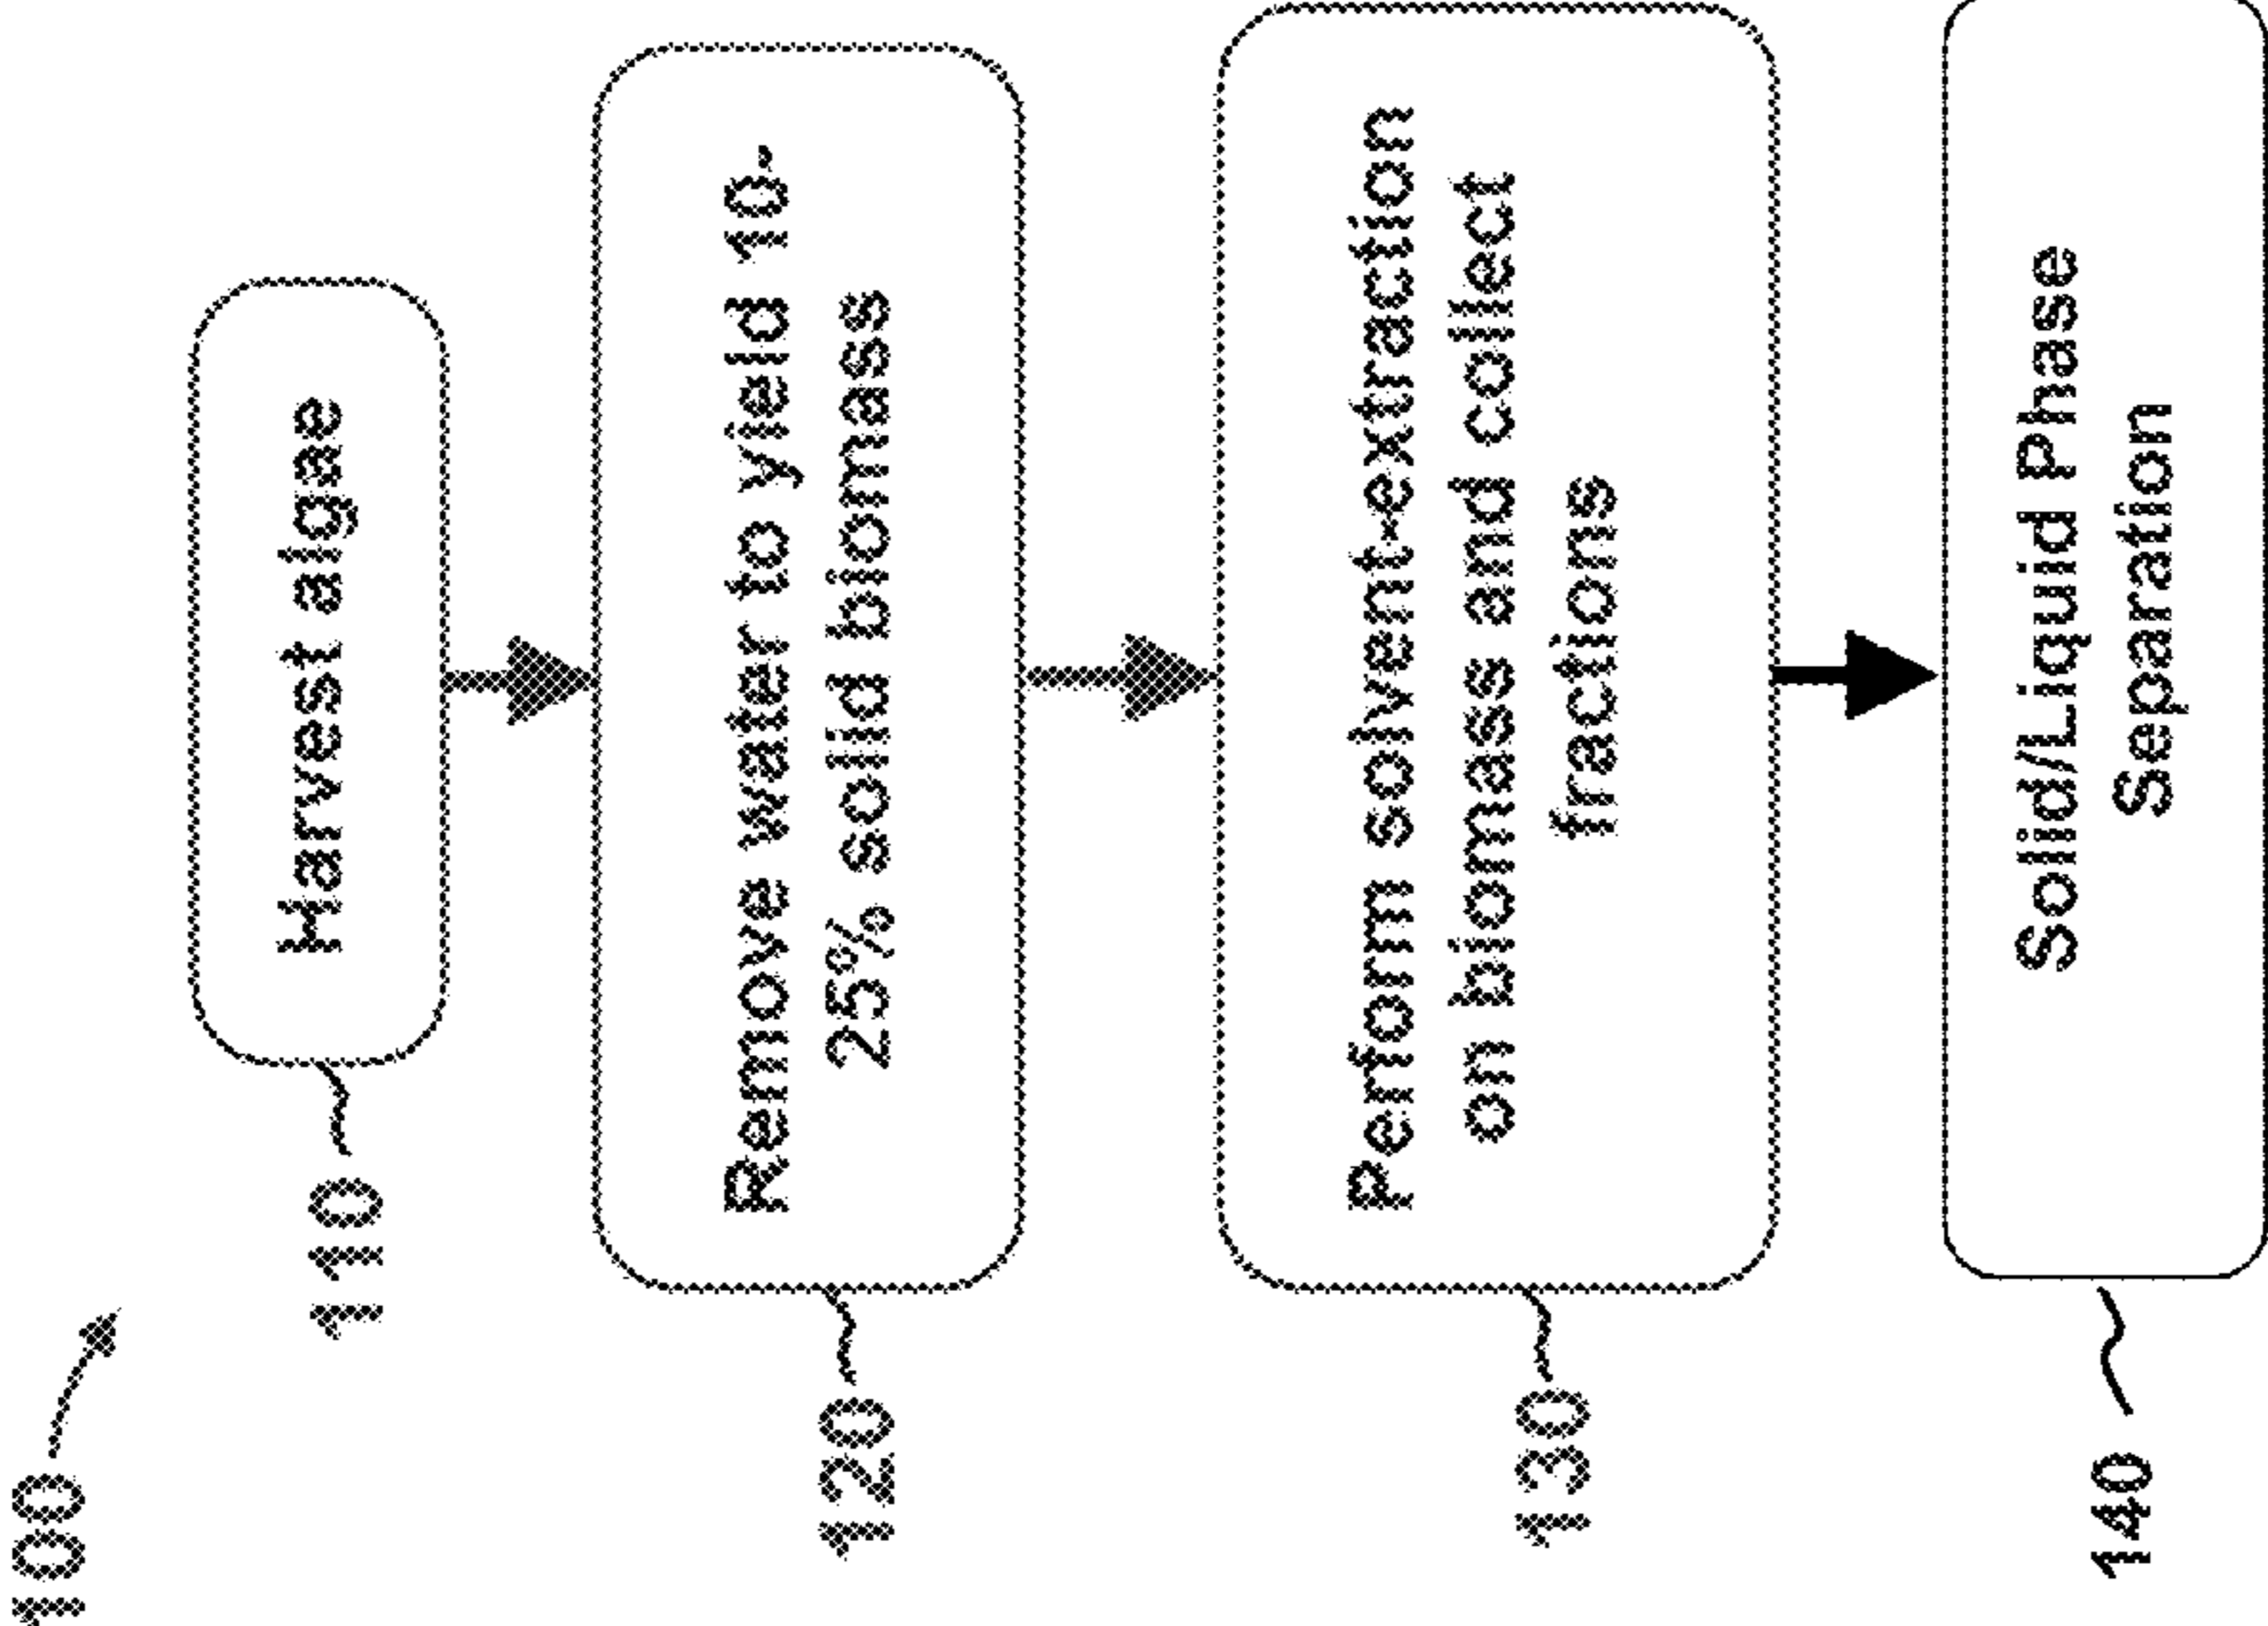 100
110
Harvest algae
120
Remove water to yield 10-
25% solid biomass
130
Perform solvent-extraction
on biomass and collect
fractions
140
Solid/Liquid Phase
Separation